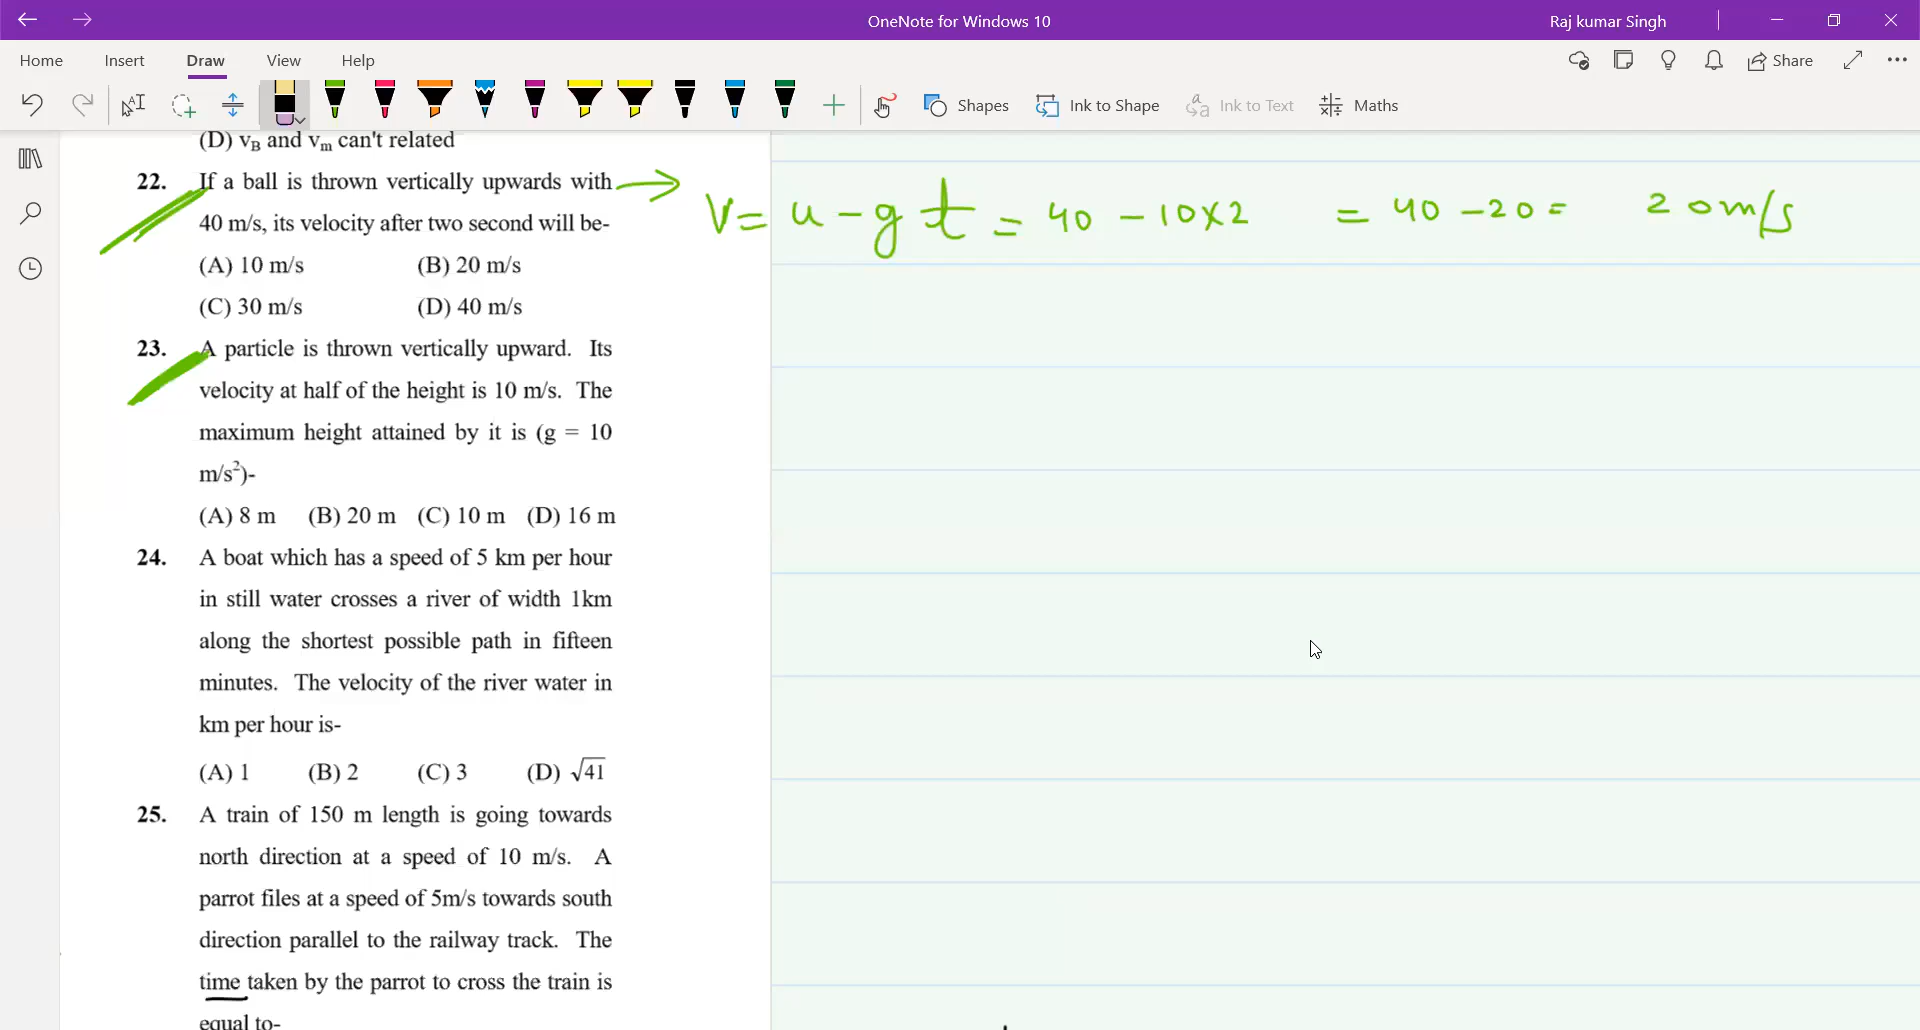 OneNote for Windows 10
Raj kumar Singh
Home Insert Draw View Help
Share
Shapes Ink to Shape Ink to Text Maths
(D) vB and vm can't related
22. If a ball is thrown vertically upwards with
40 m/s, its velocity after two second will be-
V = u - g t = 40 - 10x2 = 40 - 20 = 20m/s
(A) 10 m/s (B) 20 m/s
(C) 30 m/s (D) 40 m/s
23. A particle is thrown vertically upward. Its
velocity at half of the height is 10 m/s. The
maximum height attained by it is (g = 10
m/s²)-
(A) 8 m (B) 20 m (C) 10 m (D) 16 m
24. A boat which has a speed of 5 km per hour
in still water crosses a river of width 1km
along the shortest possible path in fifteen
minutes. The velocity of the river water in
km per hour is-
(A) 1 (B) 2 (C) 3 (D) √41
25. A train of 150 m length is going towards
north direction at a speed of 10 m/s. A
parrot files at a speed of 5m/s towards south
direction parallel to the railway track. The
time taken by the parrot to cross the train is
equal to-